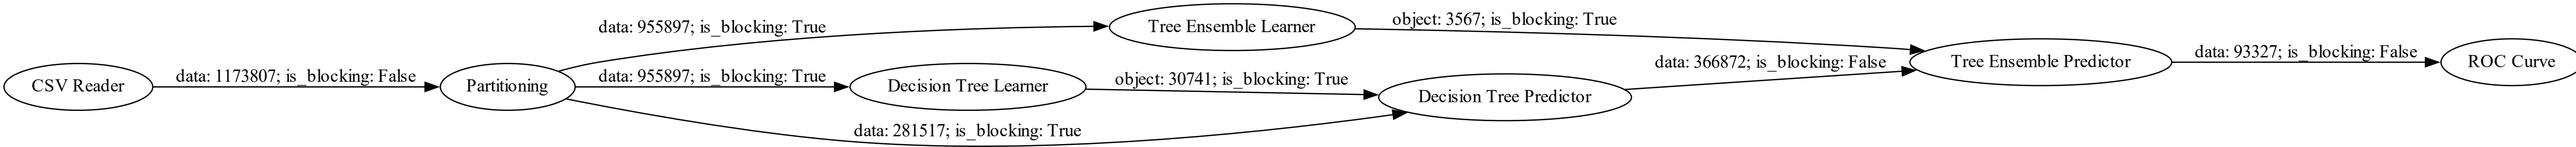 CSV Reader
data: 1173807; is_blocking: False
Partitioning
data: 955897; is_blocking: True
data: 955897; is_blocking: True
data: 281517; is_blocking: True
Tree Ensemble Learner
Decision Tree Learner
object: 3567; is_blocking: True
object: 30741; is_blocking: True
Decision Tree Predictor
data: 366872; is_blocking: False
Tree Ensemble Predictor
data: 93327; is_blocking: False
ROC Curve